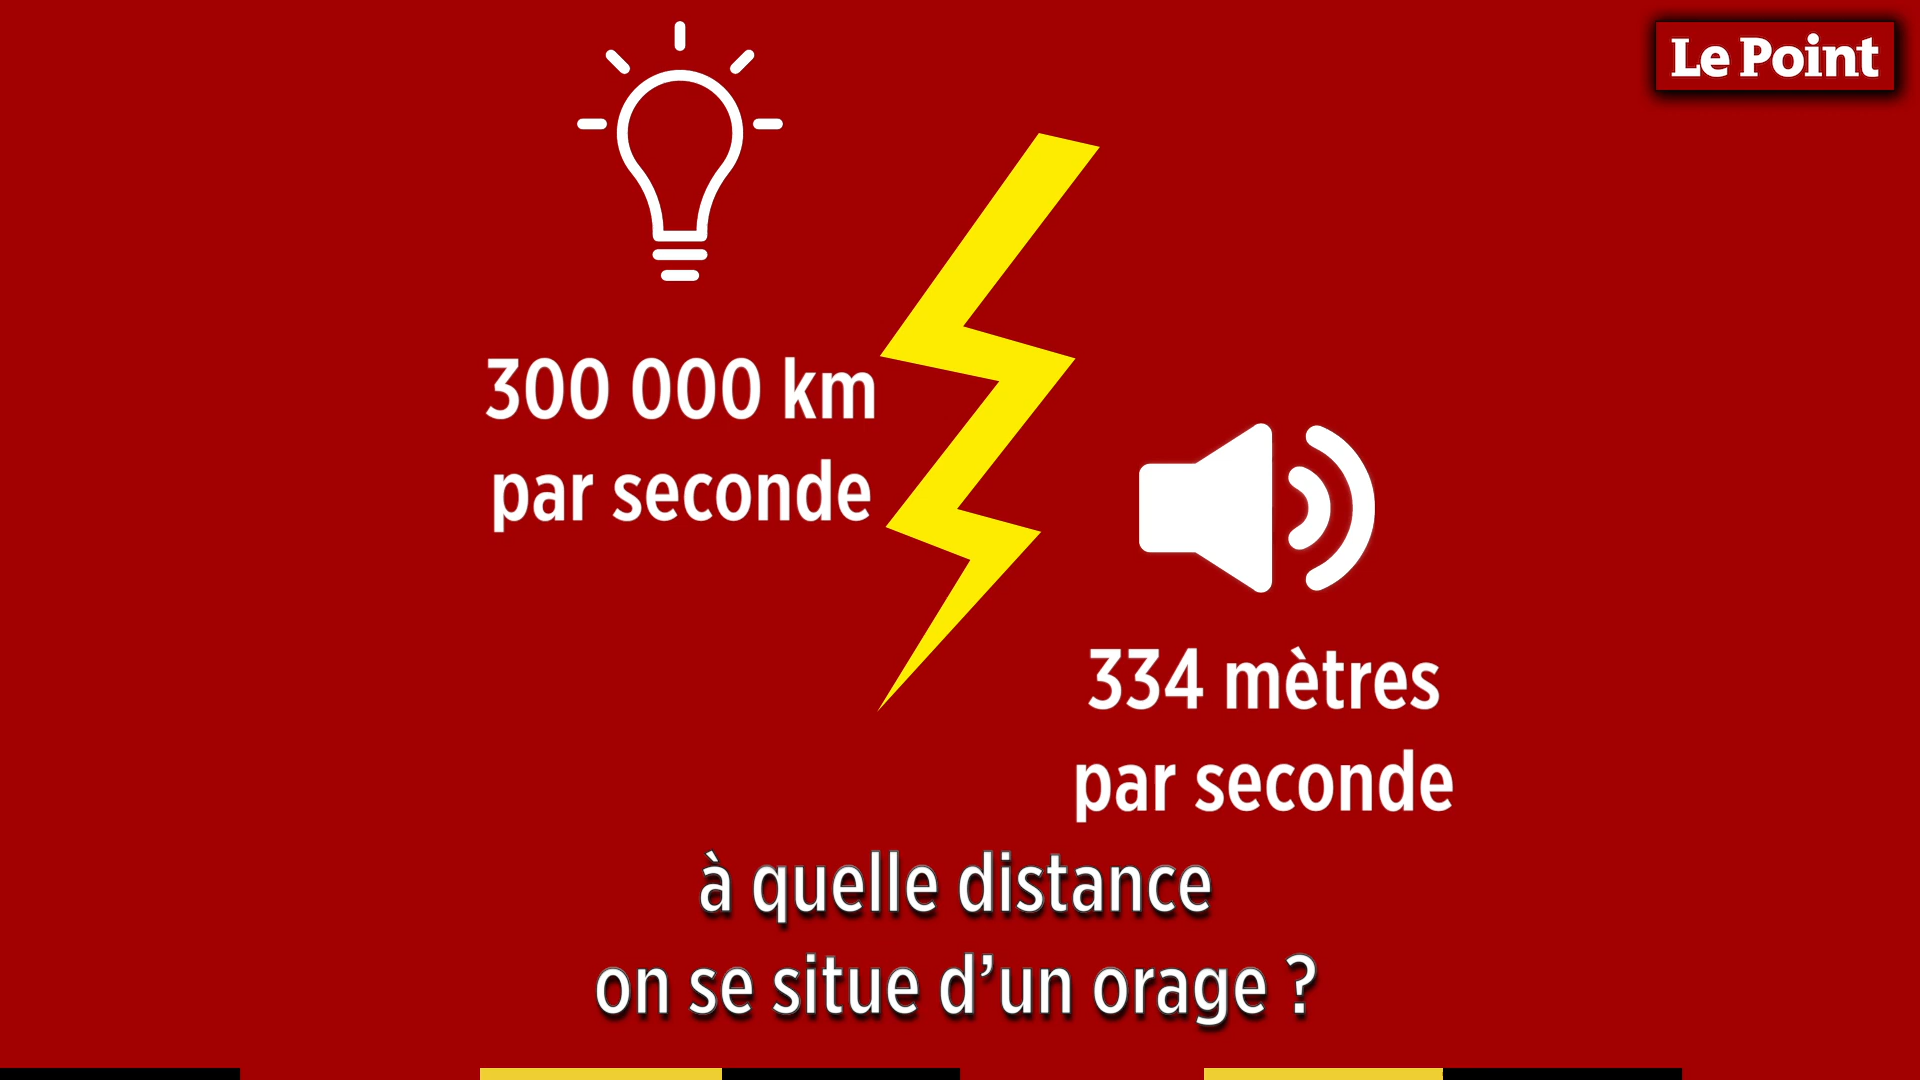 Le Point
300 000 km
par seconde
334 mètres
par seconde
à quelle distance
on se situe d’un orage ?